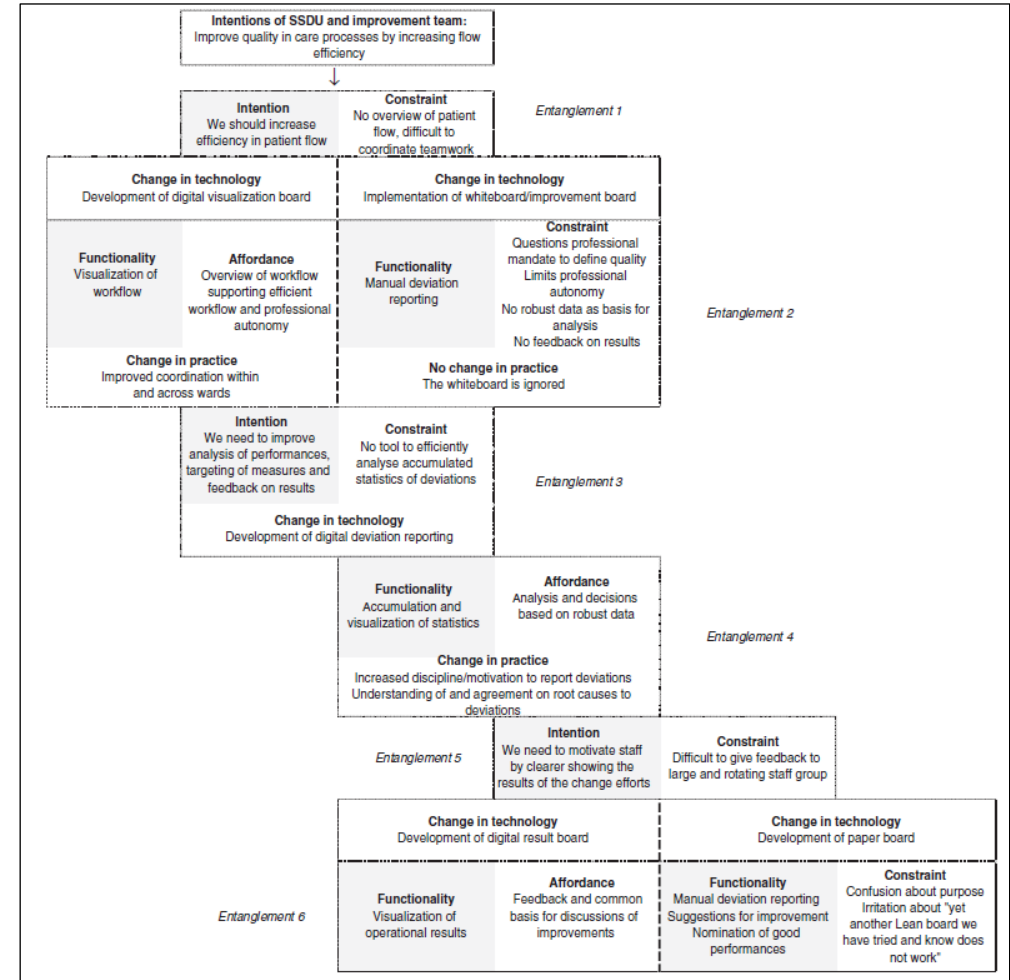 Intentions of SSDU and improvement team:
Improve quality in care processes by increasing flow
efficiency
↓
Intention
We should increase
efficiency in patient flow
Constraint
No overview of patient
flow, difficult to
coordinate teamwork
Entanglement 1
Change in technology
Development of digital visualization board
Change in technology
Implementation of whiteboard/improvement board
Functionality
Visualization of
workflow
Affordance
Overview of workflow
supporting efficient
workflow and professional
autonomy
Functionality
Manual deviation
reporting
Constraint
Questions professional
mandate to define quality
Limits professional
autonomy
No robust data as basis for
analysis
No feedback on results
Entanglement 2
Change in practice
Improved coordination within
and across wards
No change in practice
The whiteboard is ignored
Intention
We need to improve
analysis of performances,
targeting of measures and
feedback on results
Constraint
No tool to efficiently
analyse accumulated
statistics of deviations
Entanglement 3
Change in technology
Development of digital deviation reporting
Functionality
Accumulation and
visualization of statistics
Affordance
Analysis and decisions
based on robust data
Entanglement 4
Change in practice
Increased discipline/motivation to report deviations
Understanding of and agreement on root causes to
deviations
Entanglement 5
Intention
We need to motivate staff
by clearer showing the
results of the change efforts
Constraint
Difficult to give feedback to
large and rotating staff group
Change in technology
Development of digital result board
Change in technology
Development of paper board
Entanglement 6
Functionality
Visualization of
operational results
Affordance
Feedback and common
basis for discussions of
improvements
Functionality
Manual deviation reporting
Suggestions for improvement
Nomination of good
performances
Constraint
Confusion about purpose
Irritation about "yet
another Lean board we
have tried and know does
not work"